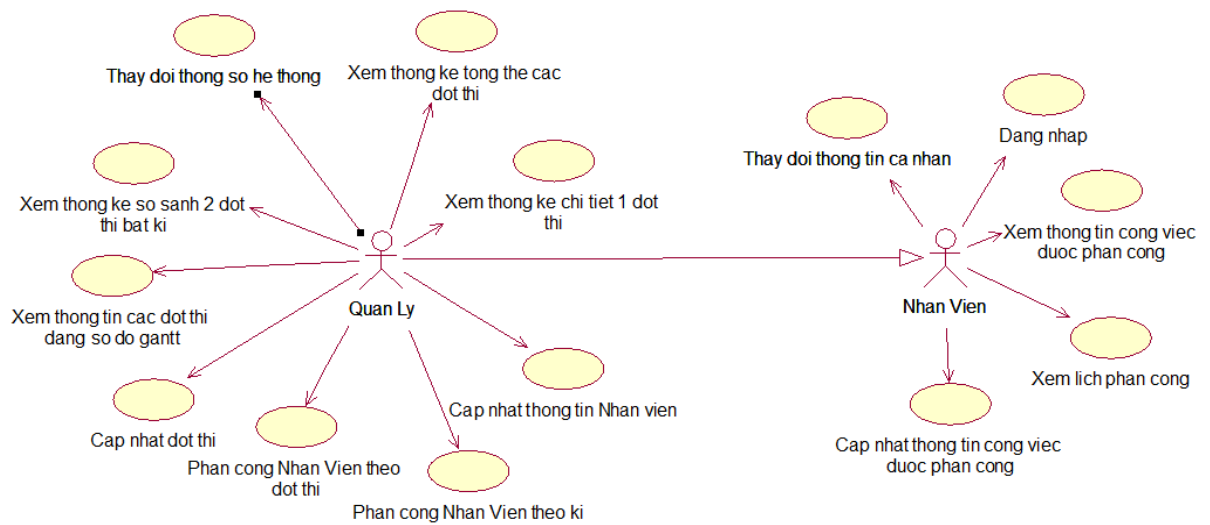 Thay doi thong so he thong
Xem thong ke tong the cac
dot thi
Xem thong ke so sanh 2 dot
thi bat ki
Xem thong ke chi tiet 1 dot
thi
Xem thong tin cac dot thi
dang so do gantt
Quan Ly
Cap nhat dot thi
Phan cong Nhan Vien theo
dot thi
Phan cong Nhan Vien theo ki
Cap nhat thong tin Nhan vien
Thay doi thong tin ca nhan
Dang nhap
Xem thong tin cong viec
duoc phan cong
Nhan Vien
Xem lich phan cong
Cap nhat thong tin cong viec
duoc phan cong